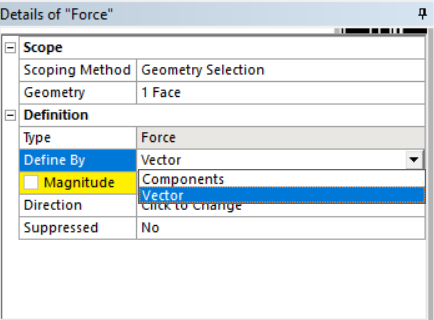 Details of "Force"
Scope
Scoping Method Geometry Selection
Geometry 1 Face
Definition
Type Force
Define By Vector
Magnitude Components
Vector
Direction Click to Change
Suppressed No